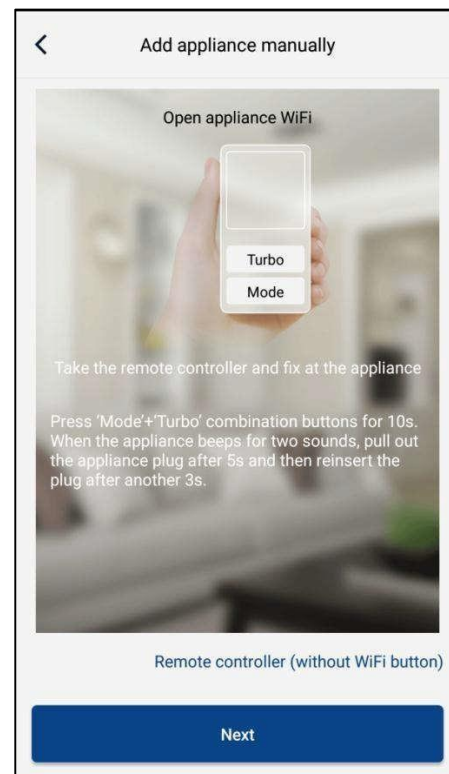 Add appliance manually
Open appliance WiFi
Turbo
Mode
Take the remote controller and fix at the appliance
Press 'Mode'+'Turbo' combination buttons for 10s.
When the appliance beeps for two sounds, pull out
the appliance plug after 5s and then reinsert the
plug after another 3s.
Remote controller (without WiFi button)
Next